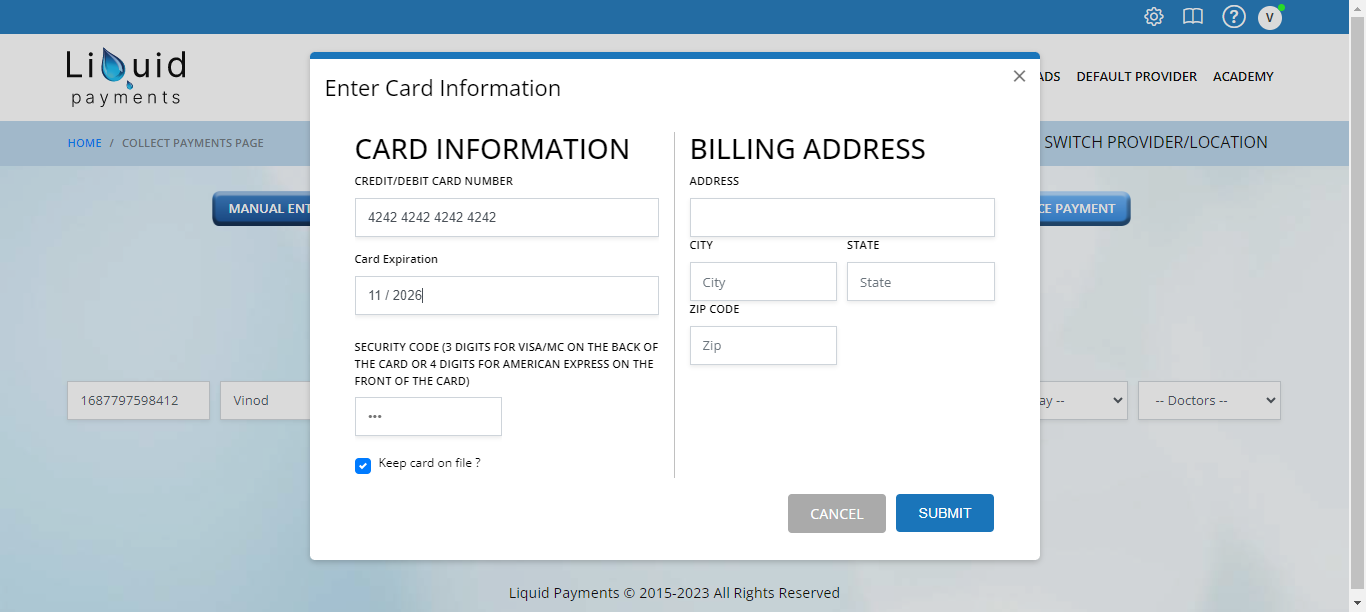 V
Liquid
payments
ADS
DEFAULT PROVIDER
ACADEMY
HOME / COLLECT PAYMENTS PAGE
SWITCH PROVIDER/LOCATION
MANUAL ENT
CE PAYMENT
1687797598412
Vinod
ay --
-- Doctors --
Enter Card Information
CARD INFORMATION
CREDIT/DEBIT CARD NUMBER
4242 4242 4242 4242
Card Expiration
11 / 2026
SECURITY CODE (3 DIGITS FOR VISA/MC ON THE BACK OF
THE CARD OR 4 DIGITS FOR AMERICAN EXPRESS ON THE
FRONT OF THE CARD)
•••
Keep card on file ?
BILLING ADDRESS
ADDRESS
CITY
STATE
City
State
ZIP CODE
Zip
CANCEL
SUBMIT
Liquid Payments © 2015-2023 All Rights Reserved